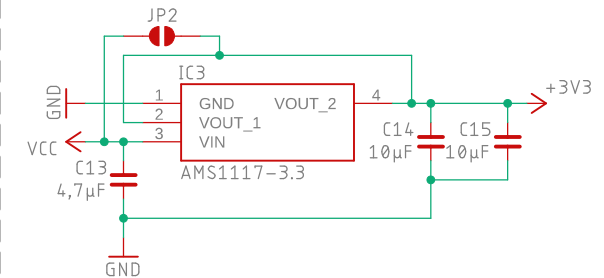 JP2
IC3
GND
1
GND
VOUT_2
4
+3V3
2
VOUT_1
VCC
3
VIN
C14
10µF
C15
10µF
C13
4,7µF
AMS1117-3.3
GND